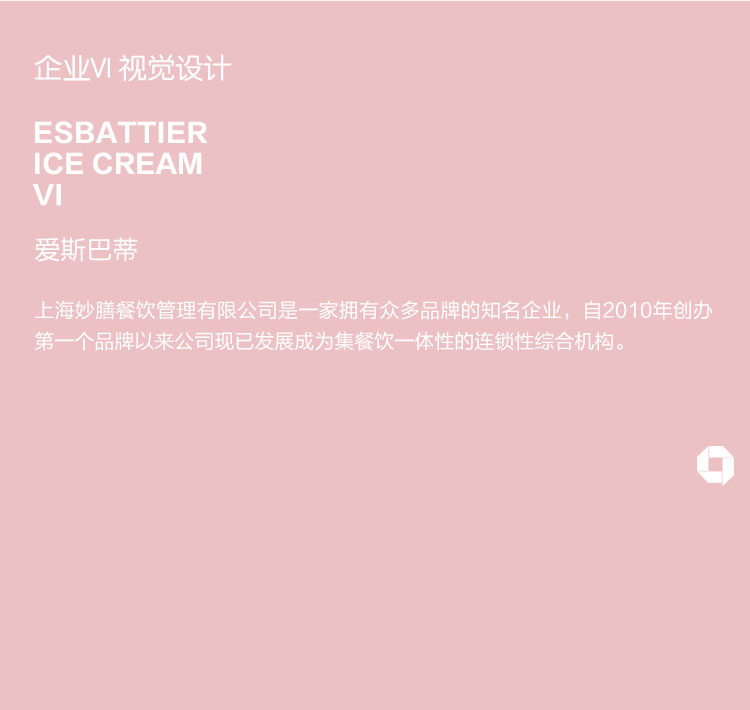 企业VI 视觉设计
ESBATTIER
ICE CREAM
VI
爱斯巴蒂
上海妙膳餐饮管理有限公司是一家拥有众多品牌的知名企业，自2010年创办
第一个品牌以来公司现已发展成为集餐饮一体性的连锁性综合机构。